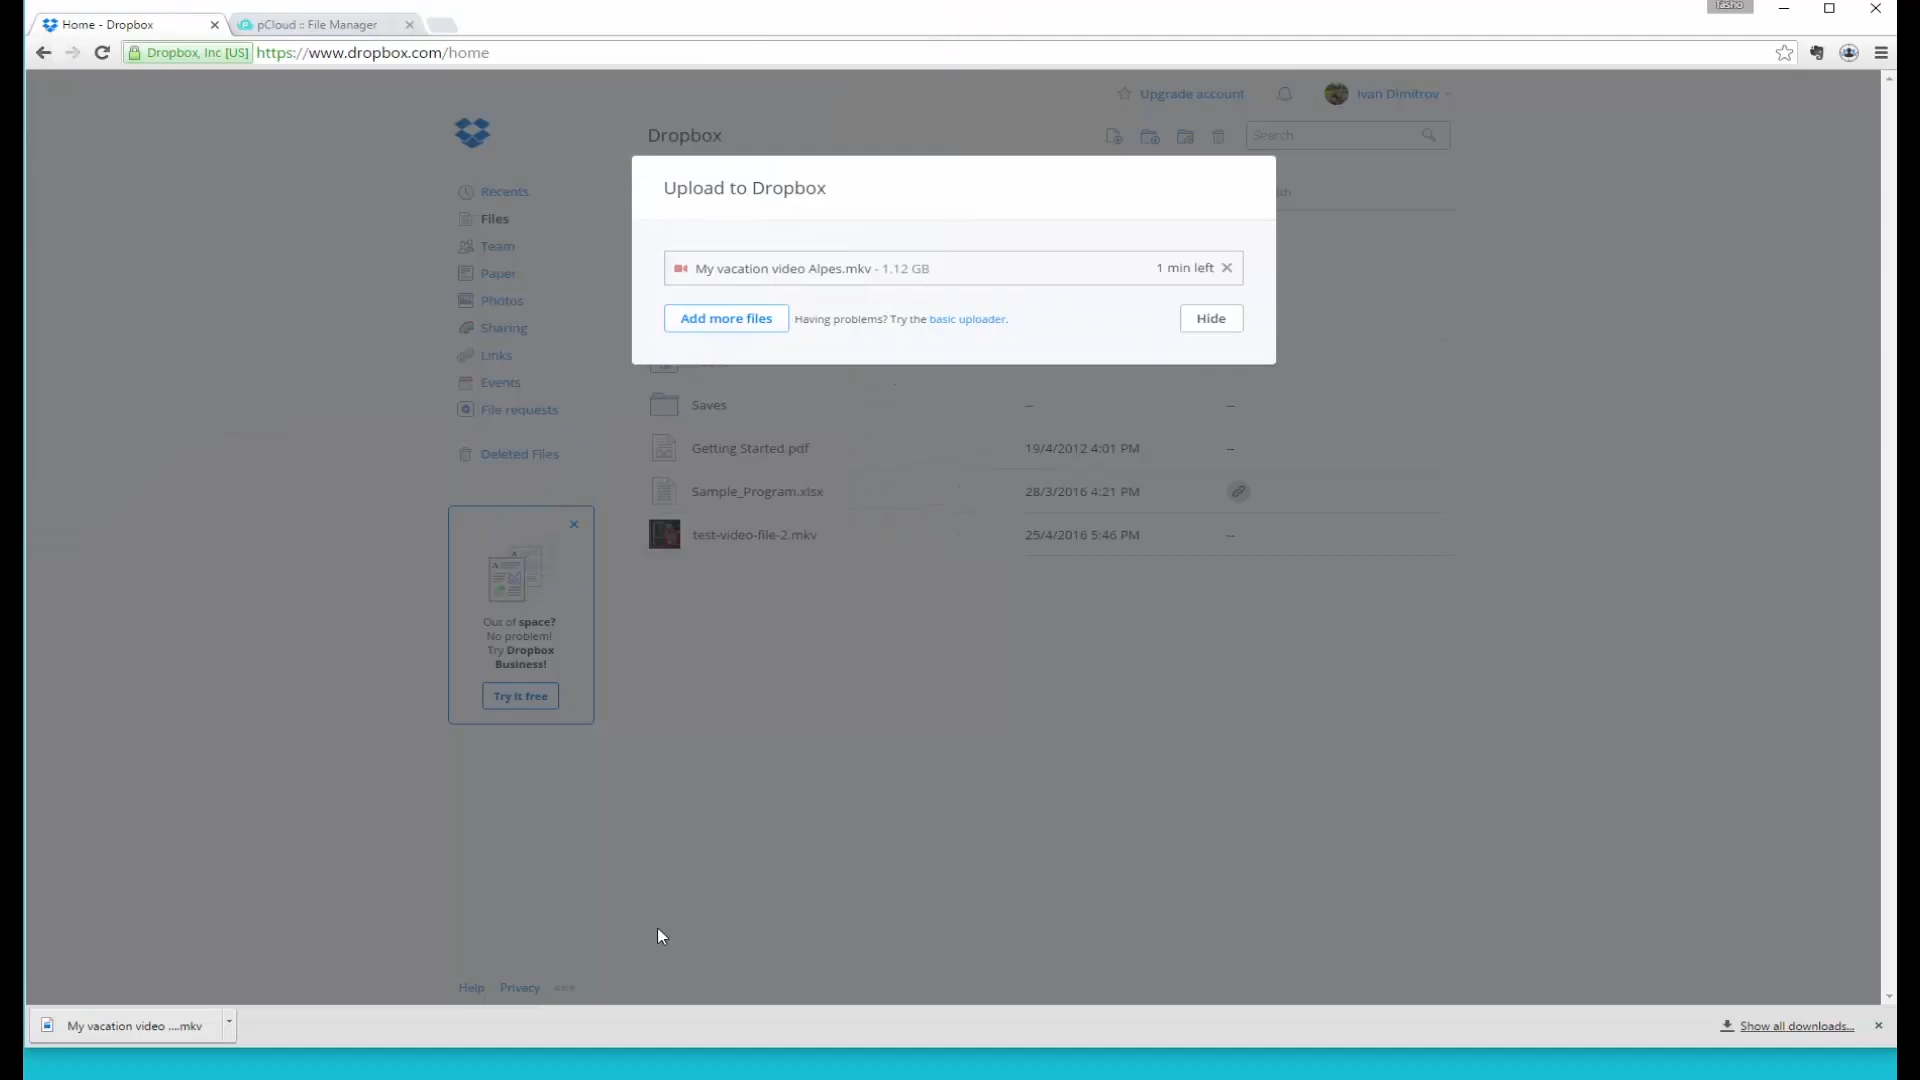 Tasho
Home - Dropbox
pCloud :: File Manager
Dropbox, Inc [US] https://www.dropbox.com/home
Upgrade account
Ivan Dimitrov
Dropbox
Search
Upload to Dropbox
My vacation video Alpes.mkv - 1.12 GB
1 min left
Add more files
Having problems? Try the basic uploader.
Hide
Recents
Files
Team
Paper
Photos
Sharing
Links
Events
File requests
Deleted Files
Saves -- --
Getting Started.pdf 19/4/2012 4:01 PM --
Sample_Program.xlsx 28/3/2016 4:21 PM
test-video-file-2.mkv 25/4/2016 5:46 PM --
Out of space?
No problem!
Try Dropbox
Business!
Try it free
Help Privacy
My vacation video ....mkv
Show all downloads...